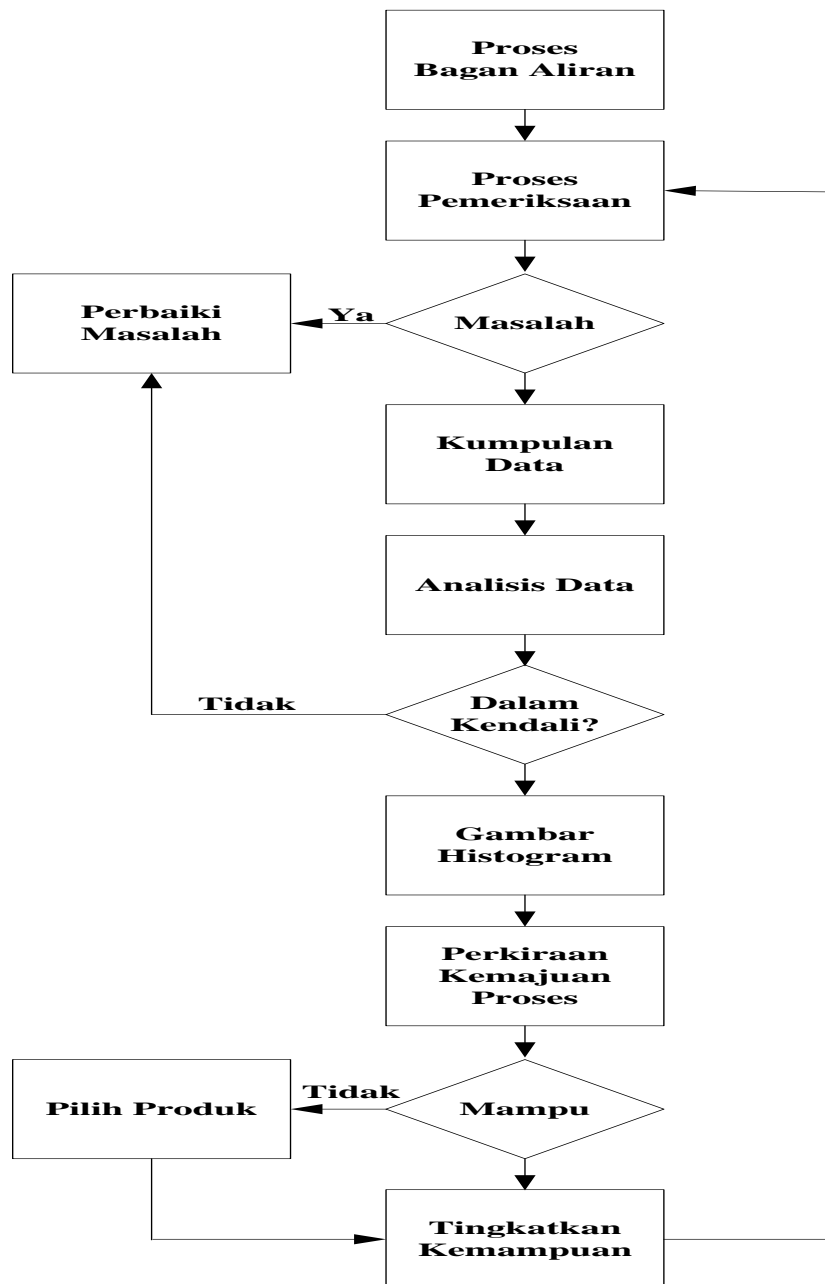 Proses
Bagan Aliran
Proses
Pemeriksaan
Perbaiki
Masalah
Ya
Masalah
Kumpulan
Data
Analisis Data
Tidak
Dalam
Kendali?
Gambar
Histogram
Perkiraan
Kemajuan
Proses
Pilih Produk
Tidak
Mampu
Tingkatkan
Kemampuan